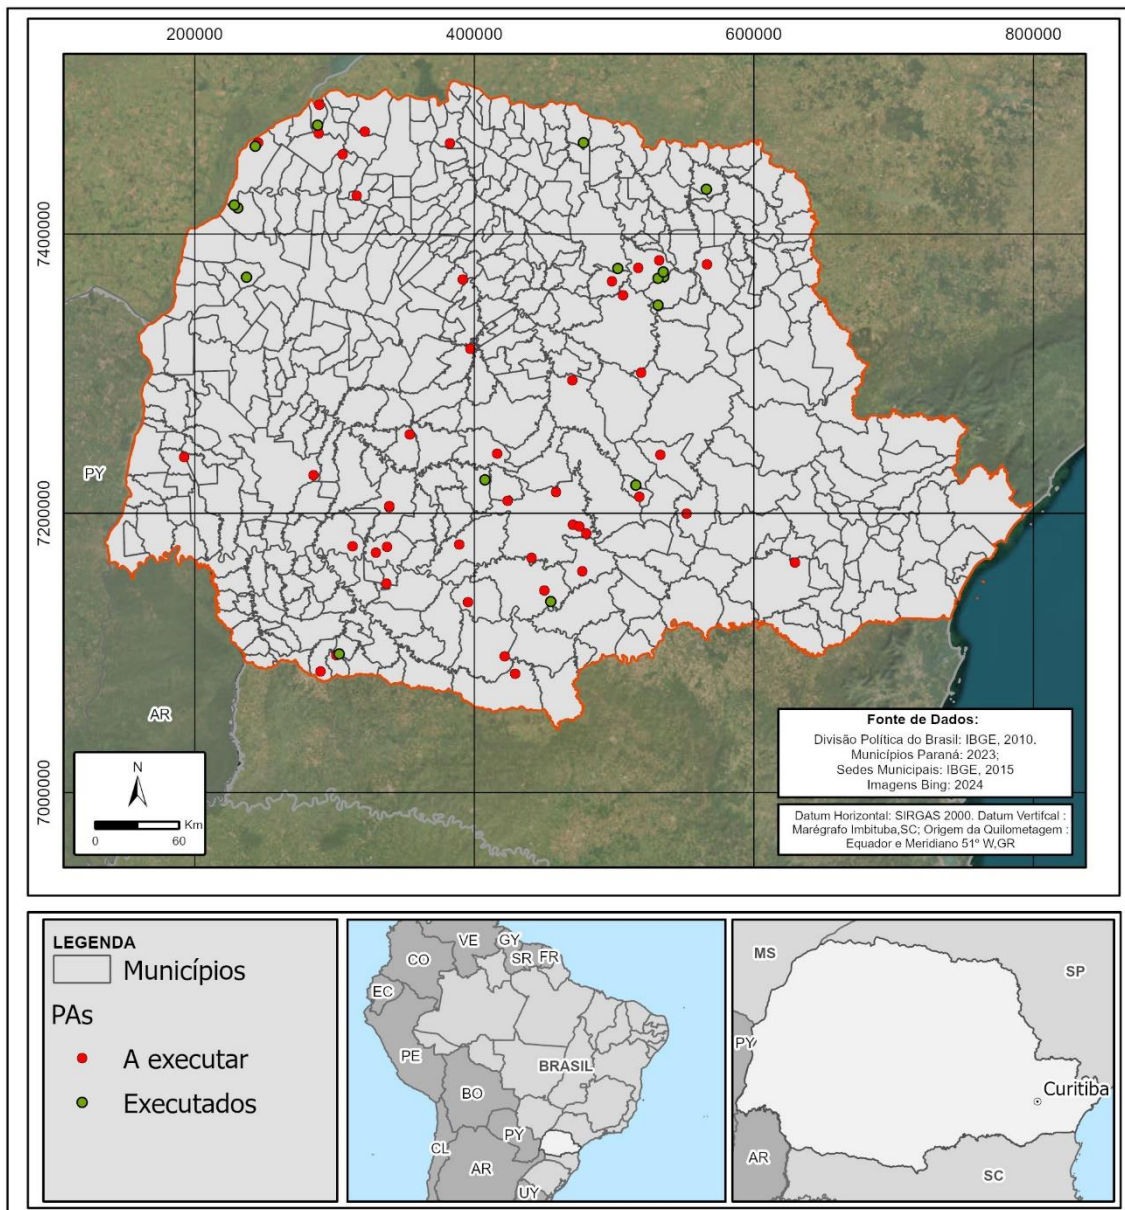 200000
400000
600000
800000
7400000
7200000
7000000
PY
AR
N
Km
0
60
Fonte de Dados:
Divisão Política do Brasil: IBGE, 2010.
Municípios Paraná: 2023;
Sedes Municipais: IBGE, 2015
Imagens Bing: 2024
Datum Horizontal: SIRGAS 2000. Datum Vertifcal :
Marégrafo Imbituba,SC; Origem da Quilometagem :
Equador e Meridiano 51º W,GR
LEGENDA
Municípios
PAs
A executar
Executados
VE
GY
CO
SR
FR
EC
PE
BRASIL
BO
PY
CL
AR
UY
MS
SP
PY
Curitiba
AR
SC